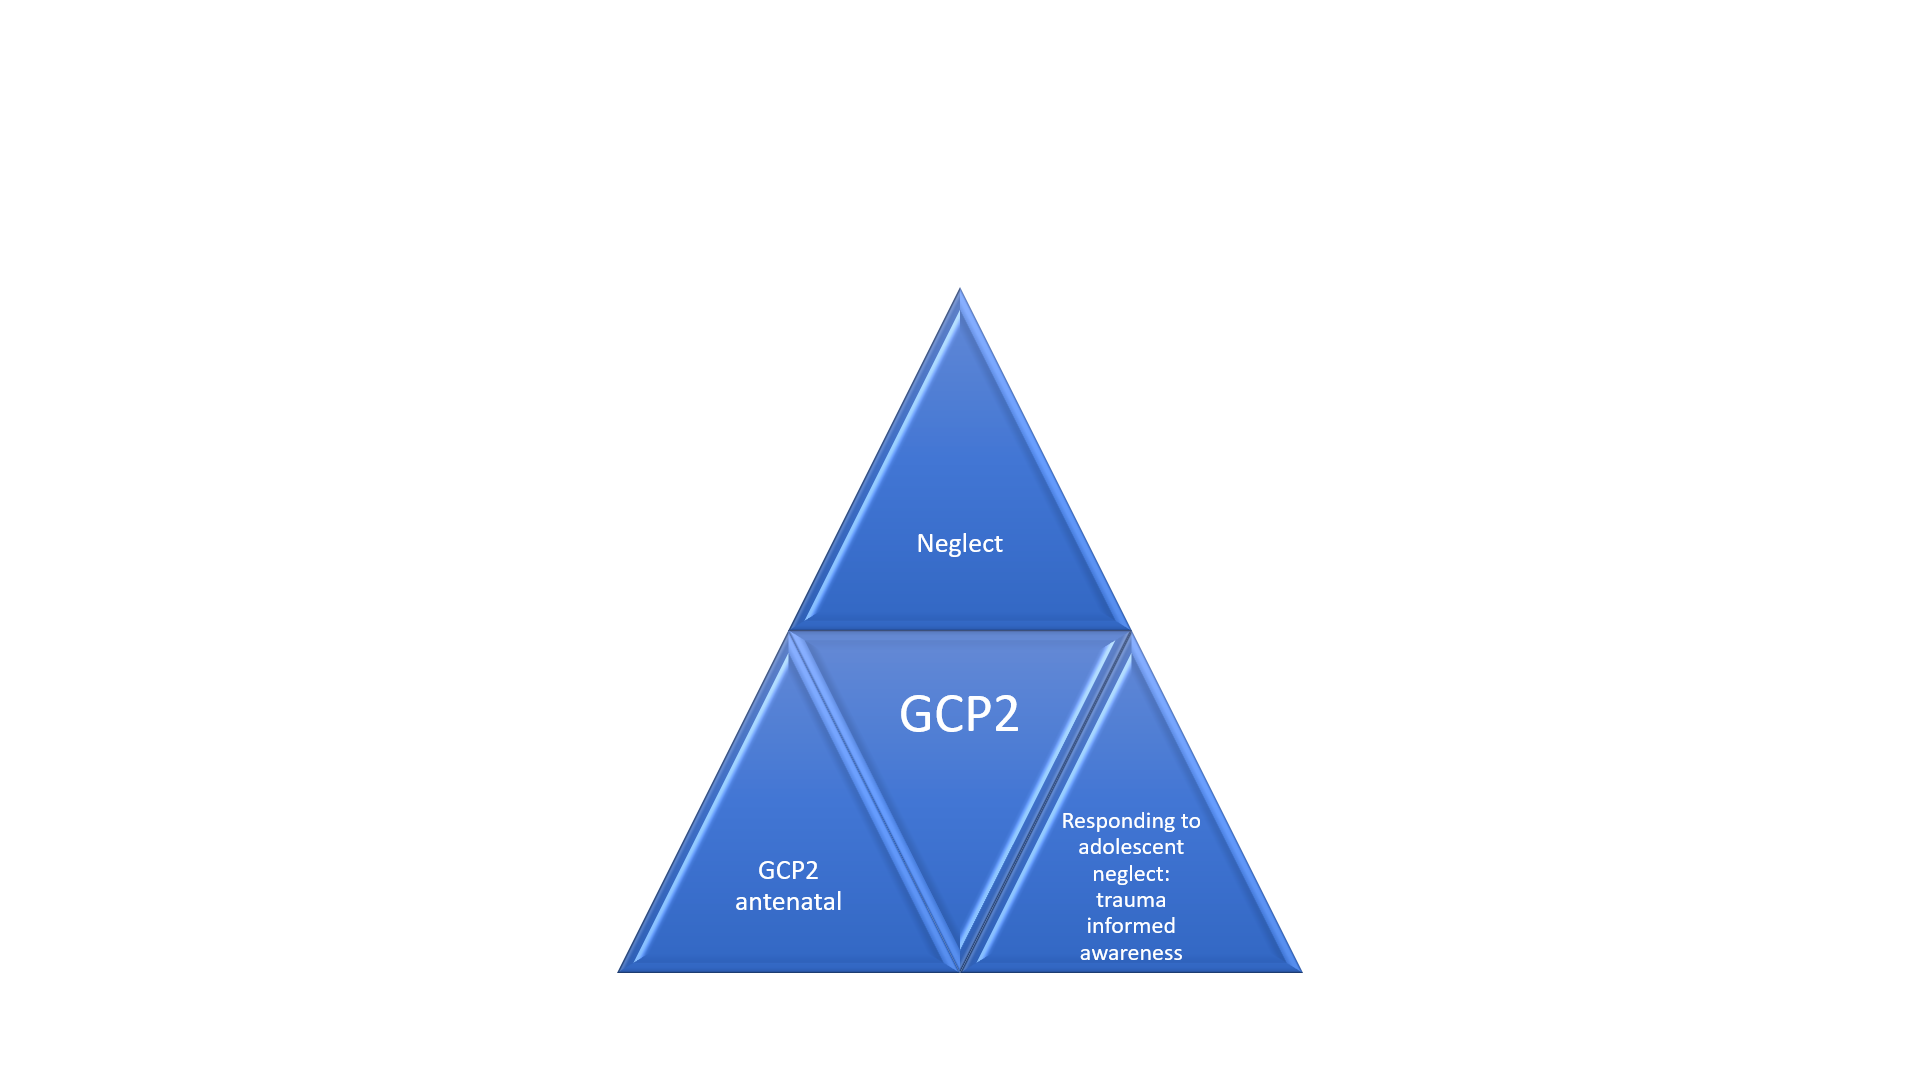 Neglect
GCP2
GCP2
antenatal
Responding to
adolescent
neglect:
trauma
informed
awareness